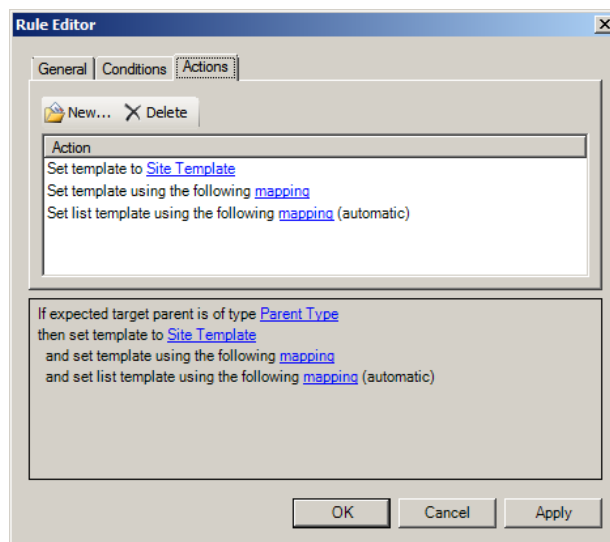 Rule Editor
General Conditions Actions
New... Delete
Action
Set template to Site Template
Set template using the following mapping
Set list template using the following mapping (automatic)
If expected target parent is of type Parent Type
then set template to Site Template
and set template using the following mapping
and set list template using the following mapping (automatic)
OK Cancel Apply